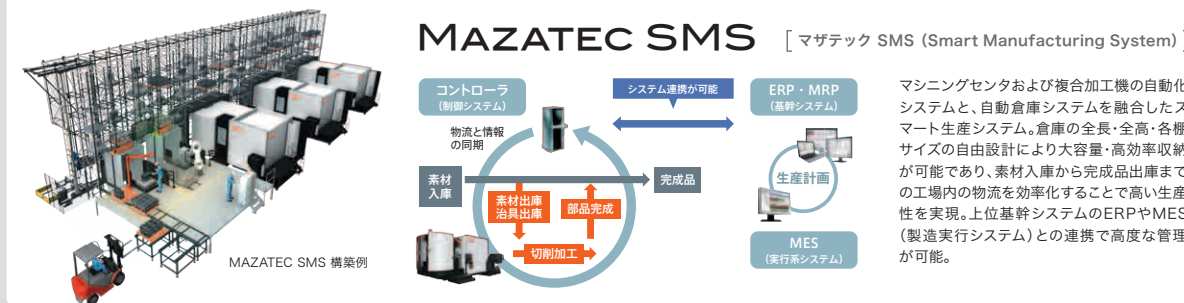 MAZATEC SMS
[ マザテック SMS (Smart Manufacturing System) ]
コントローラ
(制御システム)
システム連携が可能
ERP・MRP
(基幹システム)
物流と情報
の同期
素材
入庫
完成品
素材出庫
治具出庫
部品完成
切削加工
生産計画
MES
(実行系システム)
MAZATEC SMS 構築例
マシニングセンタおよび複合加工機の自動化
システムと、自動倉庫システムを融合したス
マート生産システム。倉庫の全長・全高・各棚
サイズの自由設計により大容量・高効率収納
が可能であり、素材入庫から完成品出庫まで
の工場内の物流を効率化することで高い生産
性を実現。上位基幹システムのERPやMES
(製造実行システム)との連携で高度な管理
が可能。